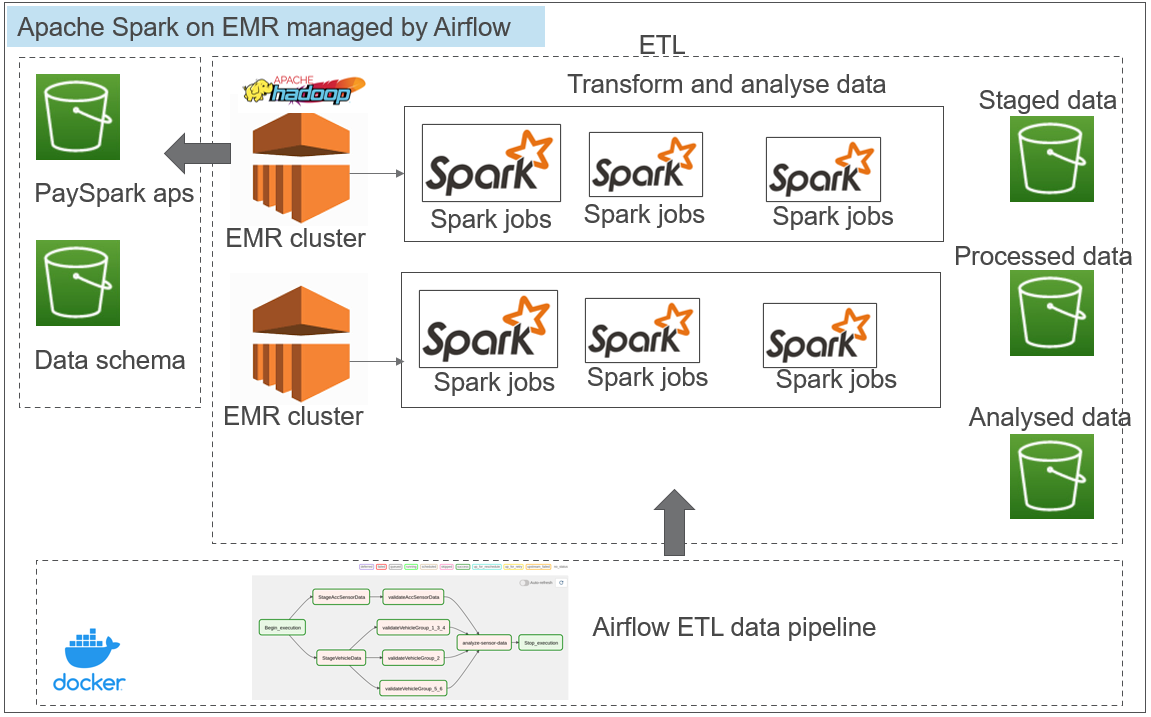 Apache Spark on EMR managed by Airflow
ETL
APACHE
hadoop
Transform and analyse data
Staged data
Spark
Spark
Spark
PaySpark aps
Spark jobs
Spark jobs
Spark jobs
EMR cluster
Processed data
Spark
Spark
Spark
Data schema
Spark jobs
Spark jobs
Spark jobs
EMR cluster
Analysed data
Auto-refresh
StageAccSensorData
validateAccSensorData
Begin_execution
validateVehicleGroup_1_3_4
analyze-sensor-data
Stop_execution
StageVehicleData
validateVehicleGroup_2
validateVehicleGroup_5_6
Airflow ETL data pipeline
docker